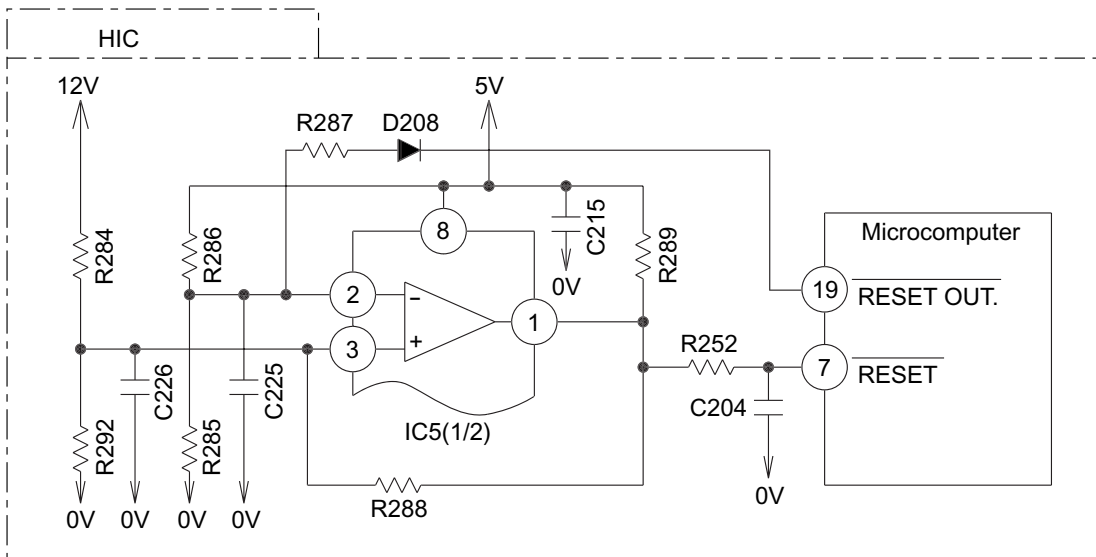 HIC
12V
5V
R287
D208
R284
R286
8
C215
R289
Microcomputer
0V
2
−
1
19
RESET OUT.
3
+
R252
7
RESET
C226
C225
C204
R292
R285
IC5(1/2)
R288
0V
0V
0V
0V
0V